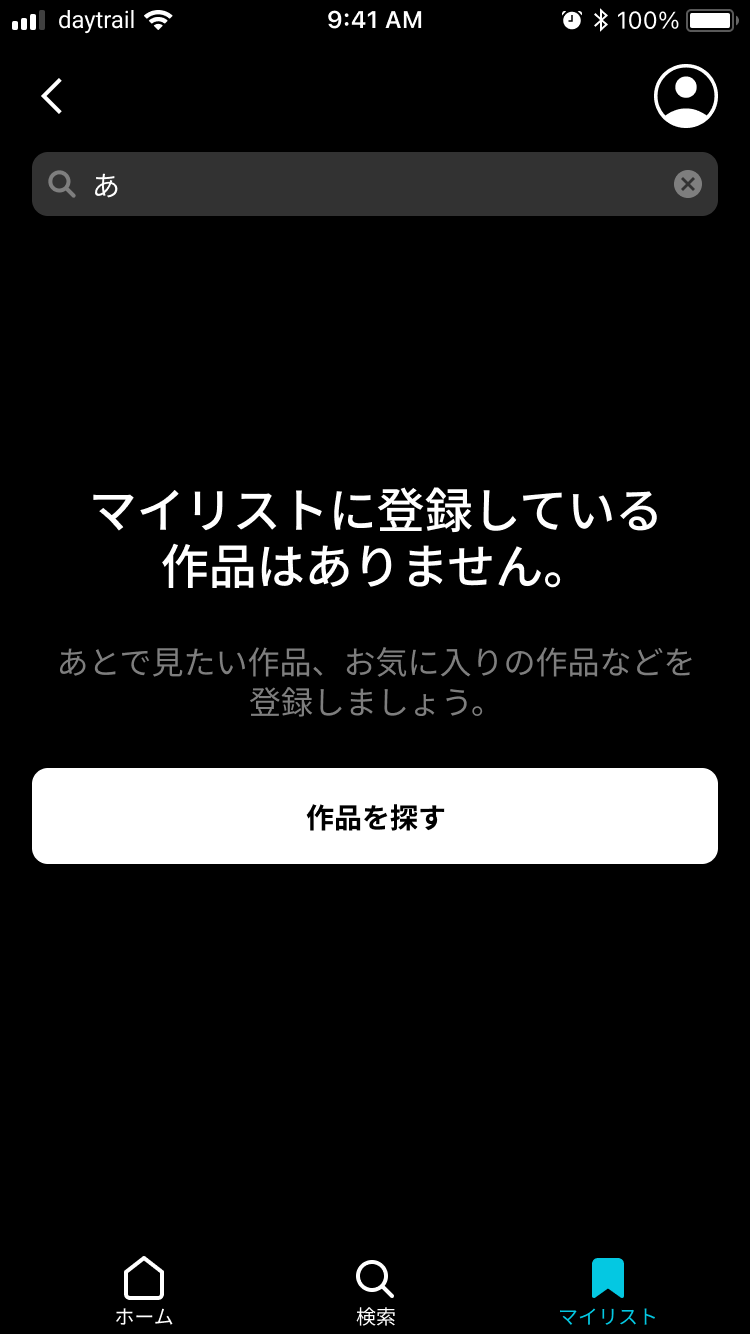 daytrail 9:41 AM 100%
あ
マイリストに登録している
作品はありません。
あとで見たい作品、お気に入りの作品などを
登録しましょう。
作品を探す
ホーム 検索 マイリスト